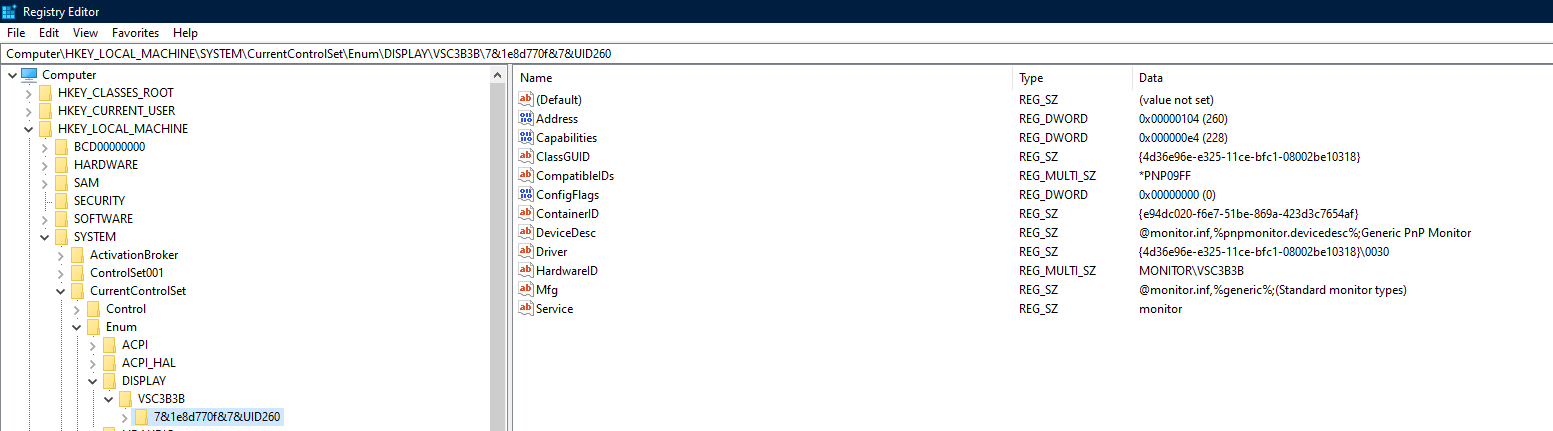 Registry Editor
File Edit View Favorites Help
Computer\HKEY_LOCAL_MACHINE\SYSTEM\CurrentControlSet\Enum\DISPLAY\VSC3B3B\7&1e8d770f&7&UID260
Computer
HKEY_CLASSES_ROOT
HKEY_CURRENT_USER
HKEY_LOCAL_MACHINE
BCD00000000
HARDWARE
SAM
SECURITY
SOFTWARE
SYSTEM
ActivationBroker
ControlSet001
CurrentControlSet
Control
Enum
ACPI
ACPI_HAL
DISPLAY
VSC3B3B
7&1e8d770f&7&UID260
Name Type Data
(Default) REG_SZ (value not set)
Address REG_DWORD 0x00000104 (260)
Capabilities REG_DWORD 0x000000e4 (228)
ClassGUID REG_SZ {4d36e96e-e325-11ce-bfc1-08002be10318}
CompatibleIDs REG_MULTI_SZ *PNP09FF
ConfigFlags REG_DWORD 0x00000000 (0)
ContainerID REG_SZ {e94dc020-f6e7-51be-869a-423d3c7654af}
DeviceDesc REG_SZ @monitor.inf,%pnpmonitor.devicedesc%;Generic PnP Monitor
Driver REG_SZ {4d36e96e-e325-11ce-bfc1-08002be10318}\0030
HardwareID REG_MULTI_SZ MONITOR\VSC3B3B
Mfg REG_SZ @monitor.inf,%generic%;(Standard monitor types)
Service REG_SZ monitor